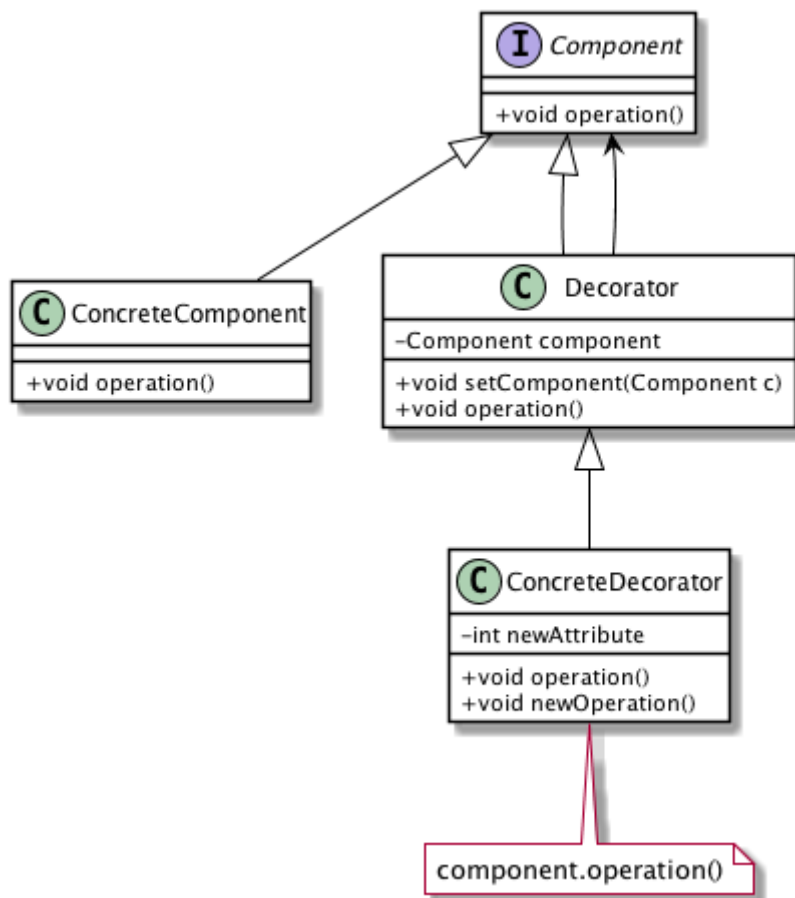 I Component
+void operation()
C ConcreteComponent
+void operation()
C Decorator
-Component component
+void setComponent(Component c)
+void operation()
C ConcreteDecorator
-int newAttribute
+void operation()
+void newOperation()
component.operation()